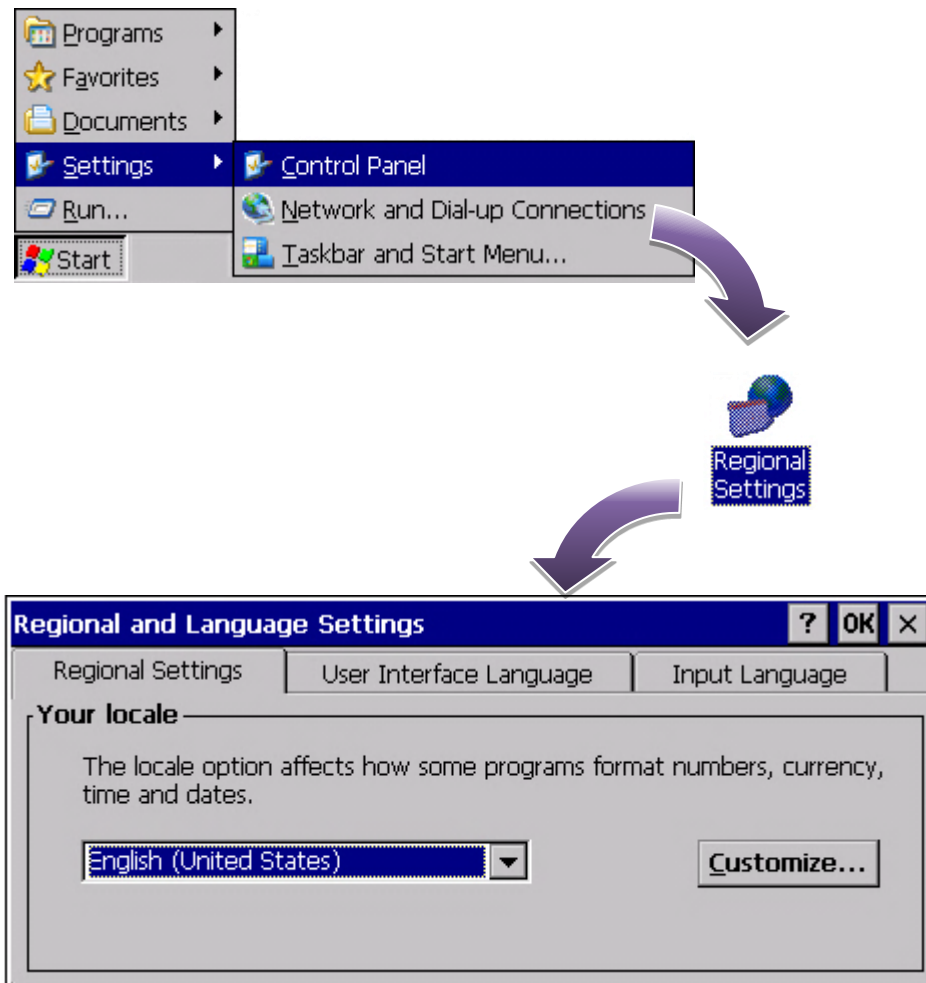 Programs
Favorites
Documents
Settings
Control Panel
Run...
Network and Dial-up Connections
Start
Taskbar and Start Menu...
Regional
Settings
Regional and Language Settings
? OK ×
Regional Settings
User Interface Language
Input Language
Your locale
The locale option affects how some programs format numbers, currency,
time and dates.
English (United States)
Customize...